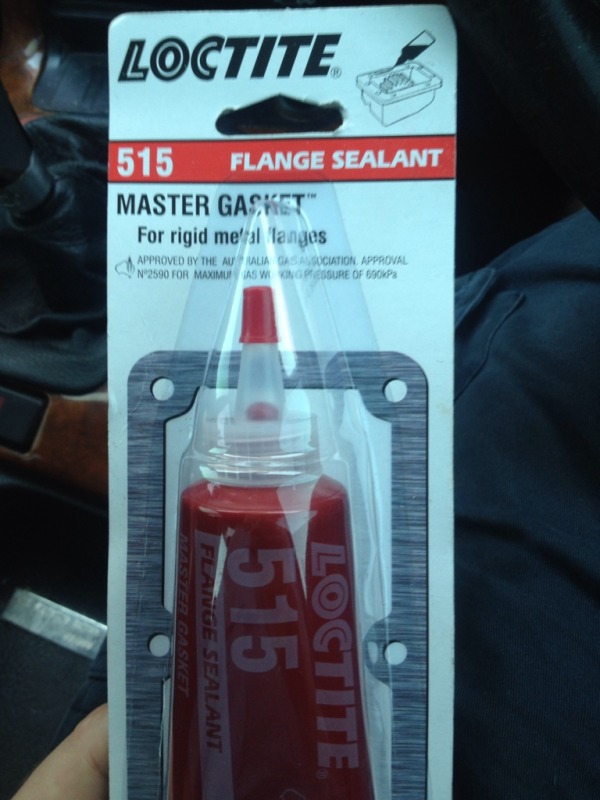 LOCTITE®
515 FLANGE SEALANT
MASTER GASKET™
For rigid metal flanges
APPROVED BY THE AUSTRALIAN GAS ASSOCIATION. APPROVAL
Nº2590 FOR MAXIMUM GAS WORKING PRESSURE OF 690kPa
LOCTITE®
515
FLANGE SEALANT
MASTER GASKET